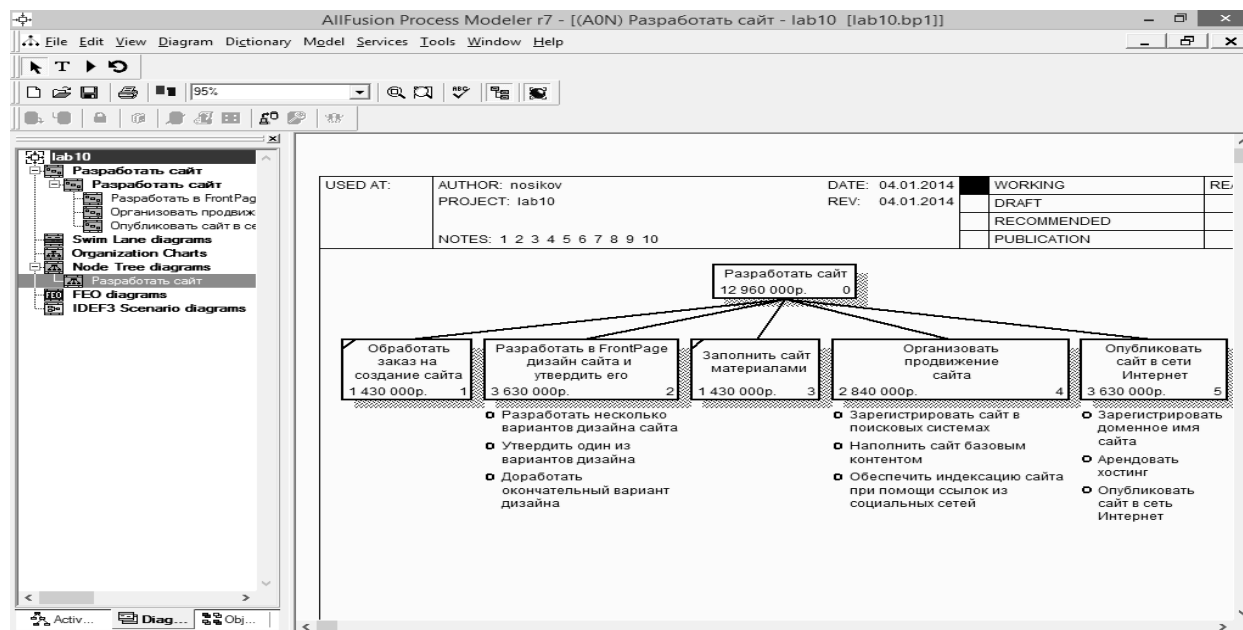 AllFusion Process Modeler r7 - [(A0N) Разработать сайт - lab10 [lab10.bp1]]
File Edit View Diagram Dictionary Model Services Tools Window Help
95%
lab10
Разработать сайт
Разработать сайт
Разработать в FrontPag
Организовать продвиж
Опубликовать сайт в се
Swim Lane diagrams
Organization Charts
Node Tree diagrams
Разработать сайт
FEO diagrams
IDEF3 Scenario diagrams
Activ...
Diag...
Obj...
USED AT:
AUTHOR: nosikov
DATE: 04.01.2014
PROJECT: lab10
REV: 04.01.2014
NOTES: 1 2 3 4 5 6 7 8 9 10
WORKING
DRAFT
RECOMMENDED
PUBLICATION
Разработать сайт
12 960 000р. 0
Обработать
заказ на
создание сайта
1 430 000р. 1
Разработать в FrontPage
дизайн сайта и
утвердить его
3 630 000р. 2
Заполнить сайт
материалами
1 430 000р. 3
Организовать
продвижение
сайта
2 840 000р. 4
Опубликовать
сайт в сети
Интернет
3 630 000р. 5
Разработать несколько
вариантов дизайна сайта
Утвердить один из
вариантов дизайна
Доработать
окончательный вариант
дизайна
Зарегистрировать сайт в
поисковых системах
Наполнить сайт базовым
контентом
Обеспечить индексацию сайта
при помощи ссылок из
социальных сетей
Зарегистрировать
доменное имя
сайта
Арендовать
хостинг
Опубликовать
сайт в сеть
Интернет